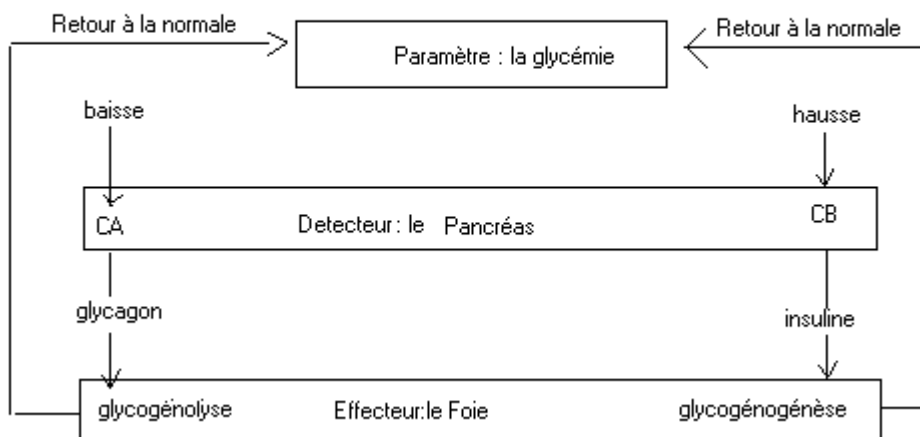 Retour à la normale
Retour à la normale
Paramètre : la glycémie
baisse
hausse
CA
Detecteur: le Pancréas
CB
glycagon
insuline
glycogénolyse
Effecteur:le Foie
glycogénogénèse